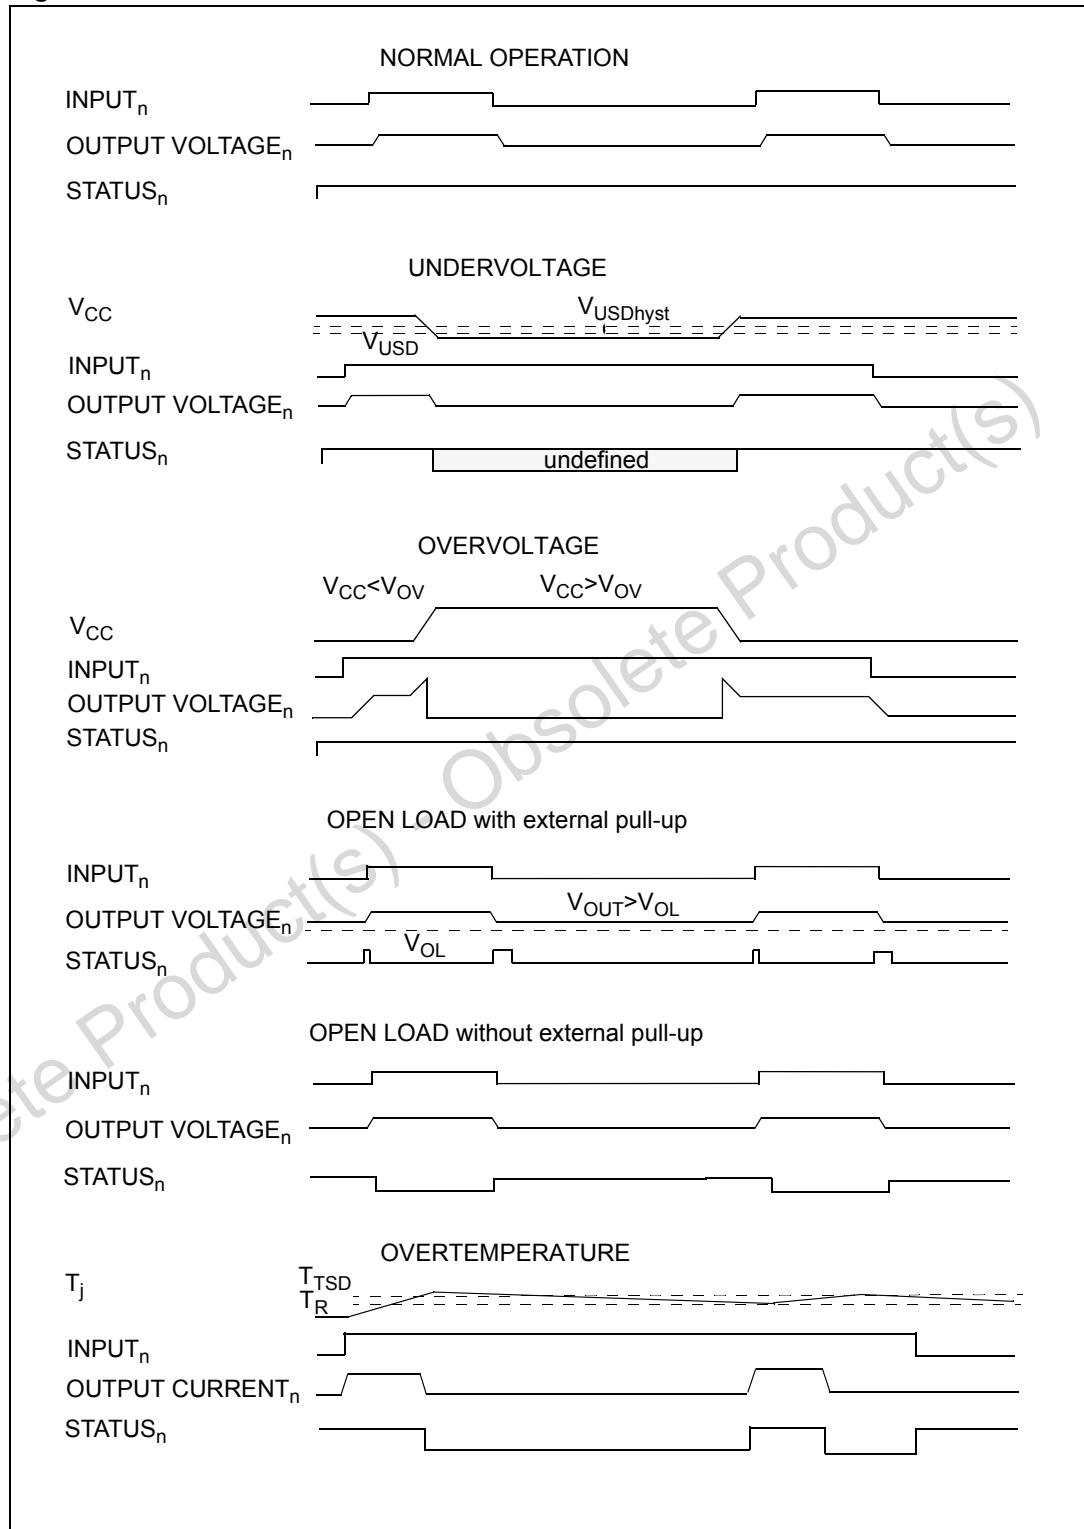 NORMAL OPERATION
INPUTn
OUTPUT VOLTAGEn
STATUSn
UNDERVOLTAGE
VCC
VUSDhyst
VUSD
INPUTn
OUTPUT VOLTAGEn
STATUSn
undefined
OVERVOLTAGE
VCC<VOV
VCC>VOV
VCC
INPUTn
OUTPUT VOLTAGEn
STATUSn
OPEN LOAD with external pull-up
INPUTn
OUTPUT VOLTAGEn
VOUT>VOL
VOL
STATUSn
OPEN LOAD without external pull-up
INPUTn
OUTPUT VOLTAGEn
STATUSn
OVERTEMPERATURE
Tj
TTSD
TR
INPUTn
OUTPUT CURRENTn
STATUSn
ete Product(s) - Obsolete Product(s)